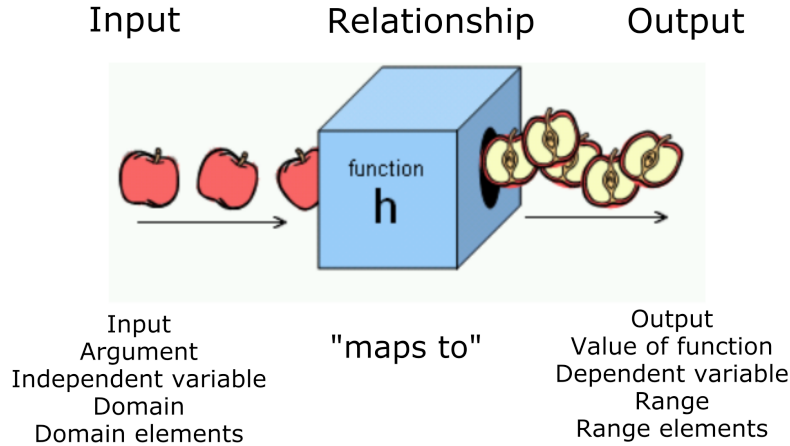 Input
Relationship
Output
function
h
Input
Argument
Independent variable
Domain
Domain elements
"maps to"
Output
Value of function
Dependent variable
Range
Range elements